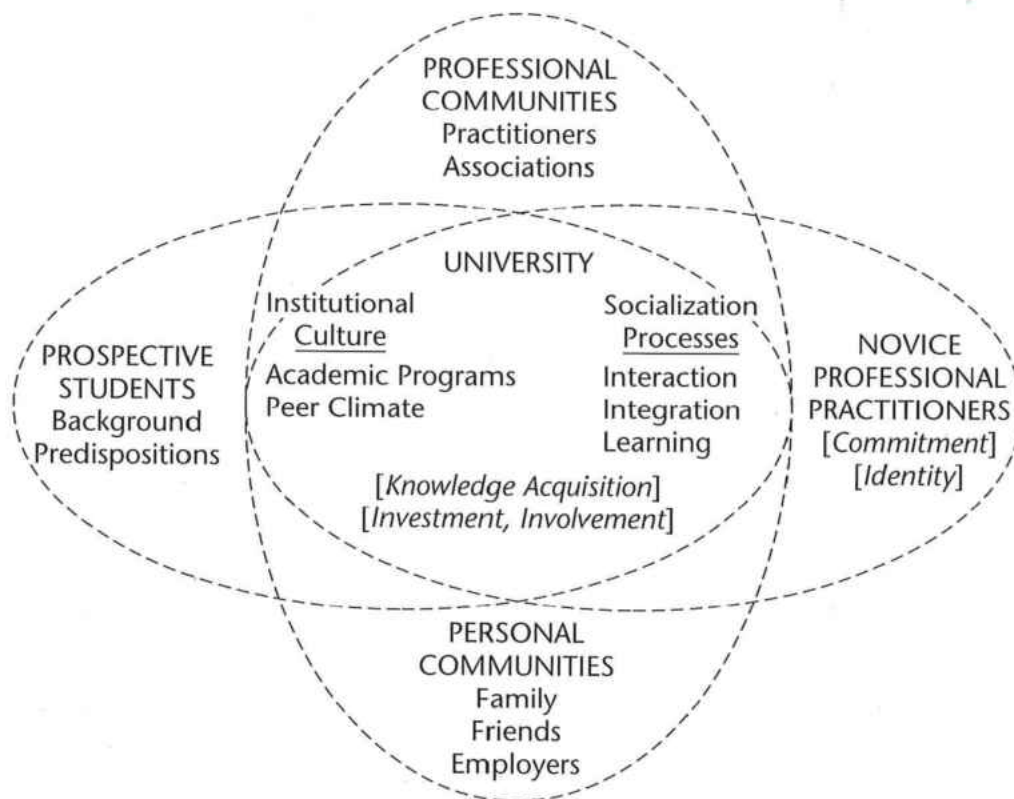 PROFESSIONAL
COMMUNITIES
Practitioners
Associations
UNIVERSITY
Institutional
Culture
Academic Programs
Peer Climate
Socialization
Processes
Interaction
Integration
Learning
[Knowledge Acquisition]
[Investment, Involvement]
PROSPECTIVE
STUDENTS
Background
Predispositions
NOVICE
PROFESSIONAL
PRACTITIONERS
[Commitment]
[Identity]
PERSONAL
COMMUNITIES
Family
Friends
Employers